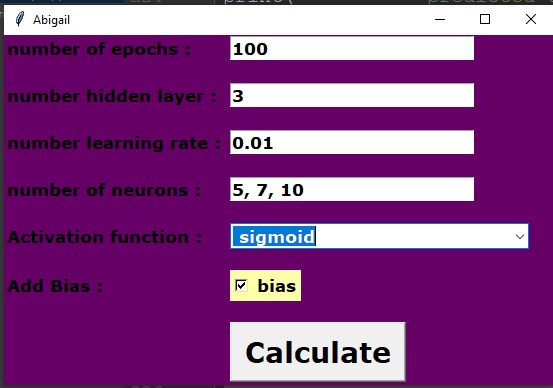 Abigail
number of epochs : 100
number hidden layer : 3
number learning rate : 0.01
number of neurons : 5, 7, 10
Activation function : sigmoid
Add Bias : bias
Calculate